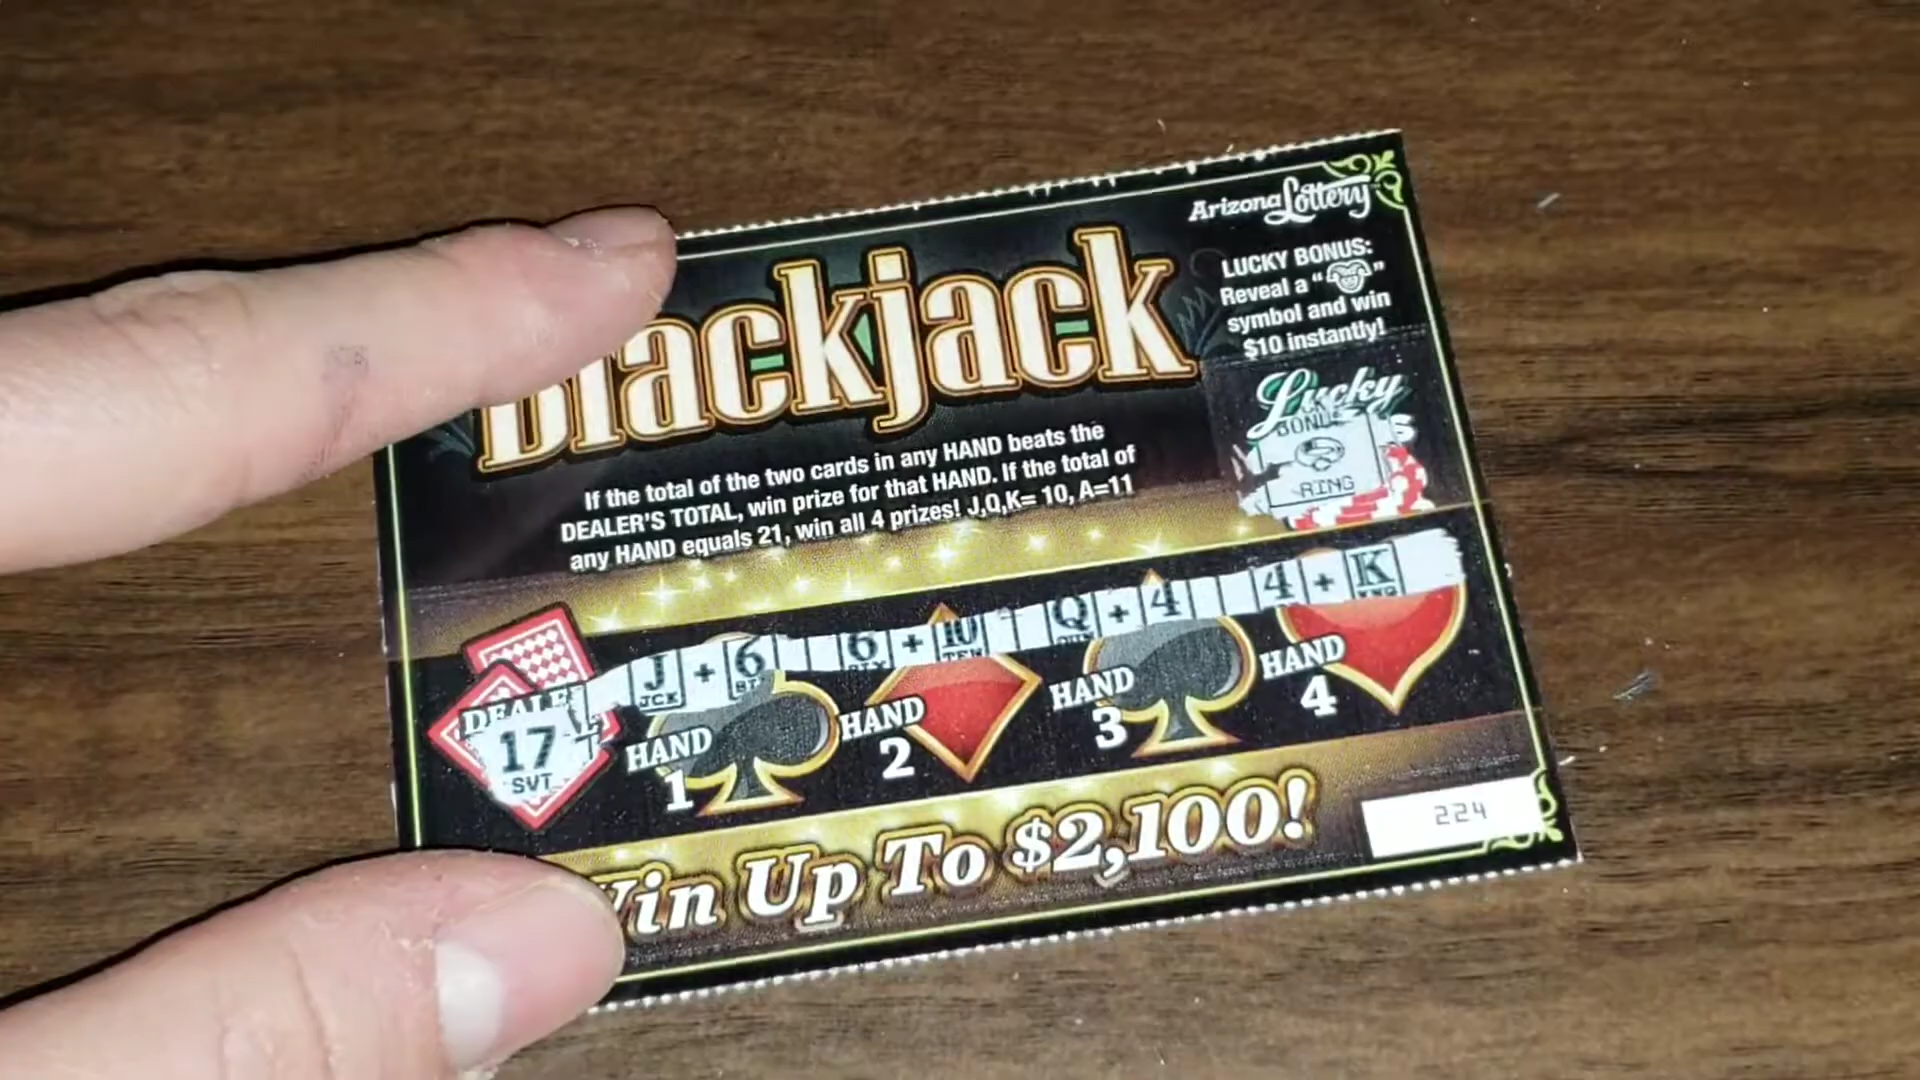 Arizona Lottery
Blackjack
LUCKY BONUS:
Reveal a " "
symbol and win
$10 instantly!
If the total of the two cards in any HAND beats the
DEALER'S TOTAL, win prize for that HAND. If the total of
any HAND equals 21, win all 4 prizes! J,Q,K= 10, A=11
Lucky
BONUS
RING
DEALE
17
SVT
J + 6
JCK
6 + 10
SIX TEN
Q + 4
4 + K
HAND
1
HAND
2
HAND
3
HAND
4
Win Up To $2,100!
224